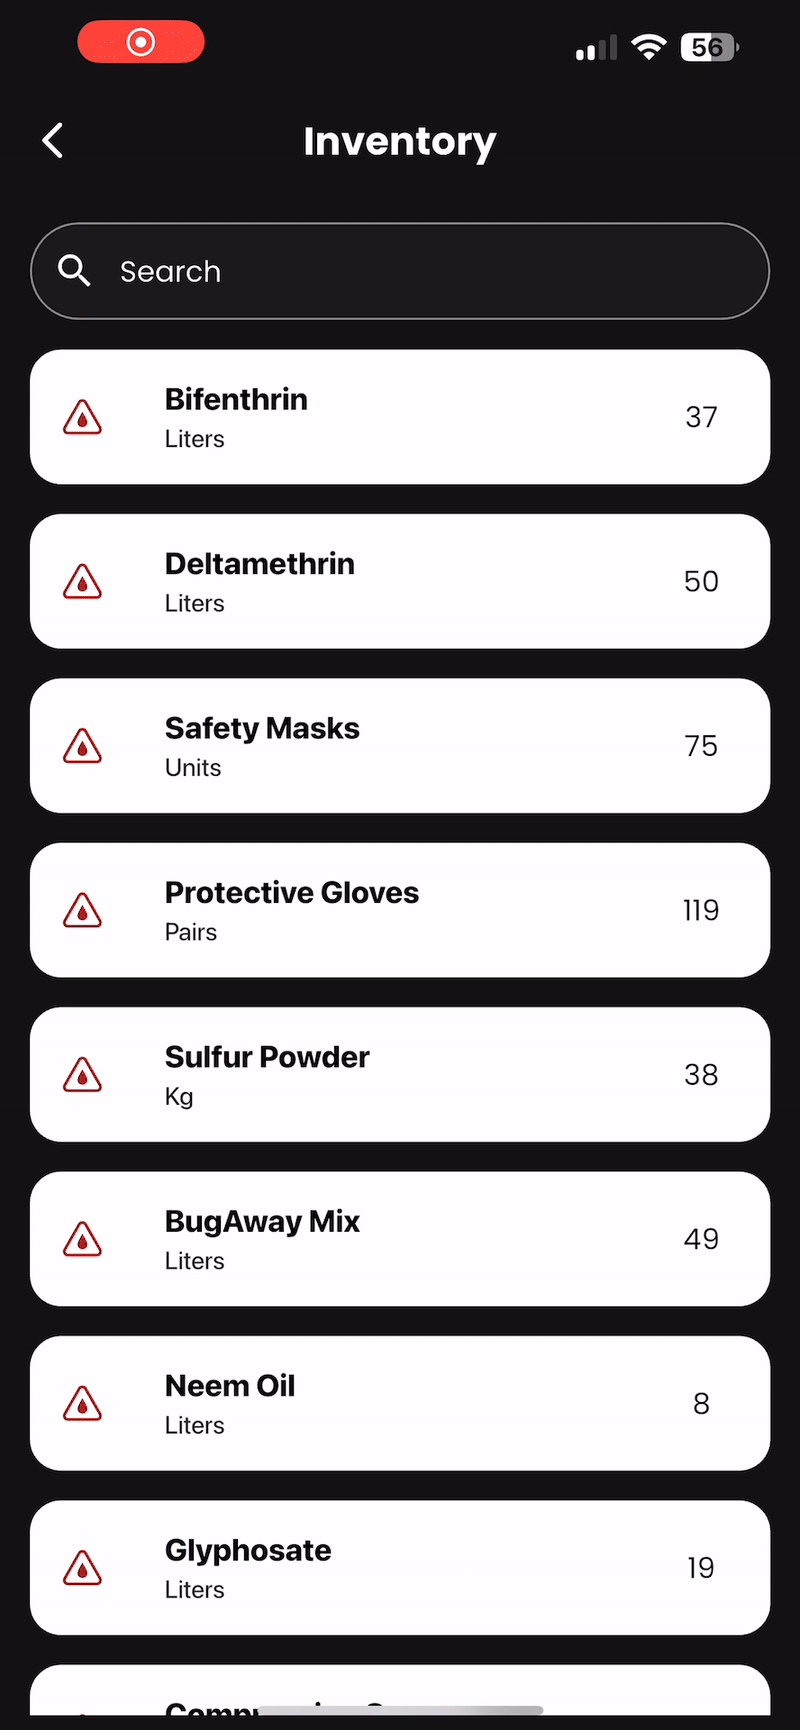 56
Inventory
Search
Bifenthrin
Liters
37
Deltamethrin
Liters
50
Safety Masks
Units
75
Protective Gloves
Pairs
119
Sulfur Powder
Kg
38
BugAway Mix
Liters
49
Neem Oil
Liters
8
Glyphosate
Liters
19